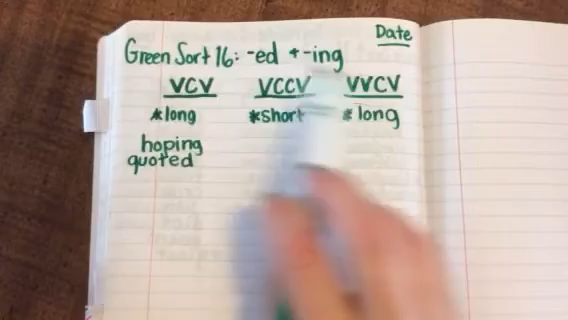 Date
Green Sort 16: -ed + -ing
VCV VCCV VVCV
*long *short *long
hoping
quoted